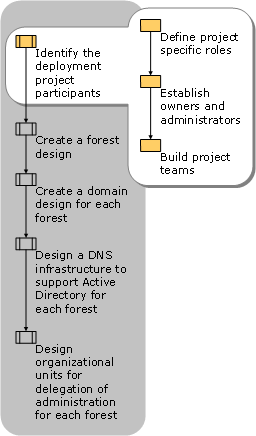 Identify the
deployment
project
participants
Define project
specific roles
Establish
owners and
administrators
Build project
teams
Create a forest
design
Create a domain
design for each
forest
Design a DNS
infrastructure to
support Active
Directory for
each forest
Design
organizational
units for
delegation of
administration
for each forest